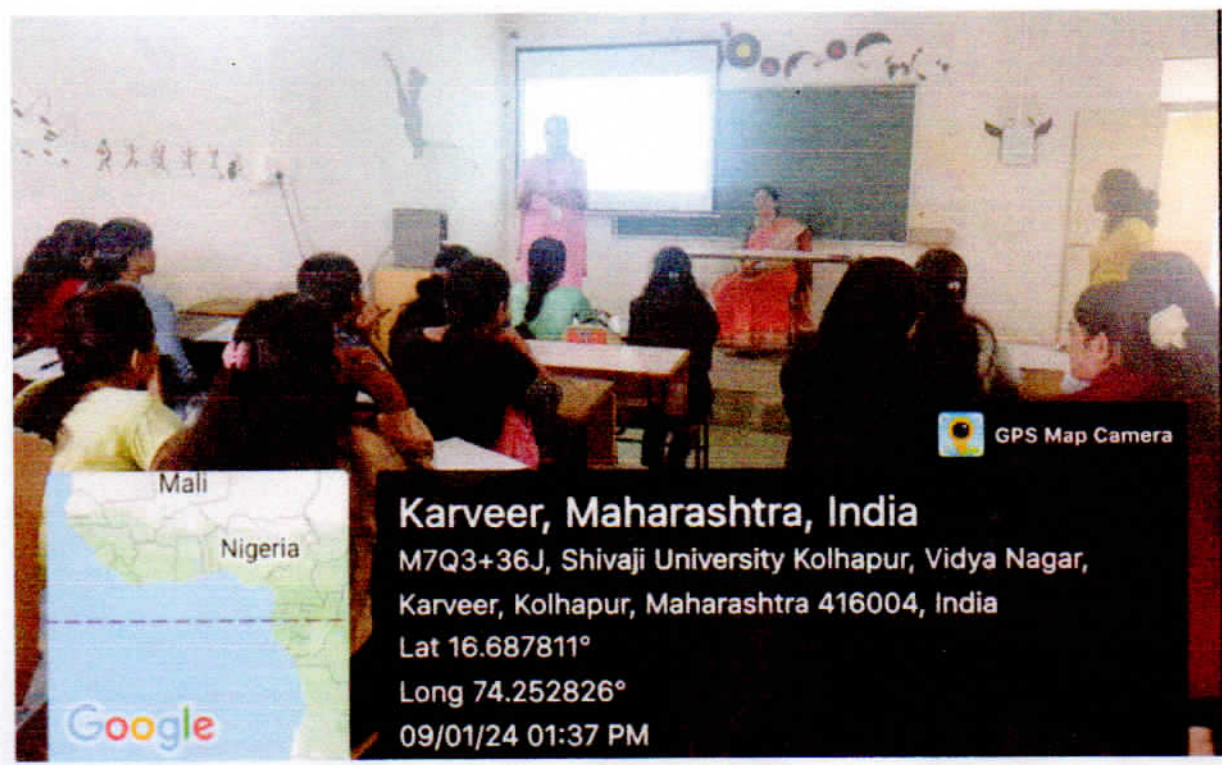 GPS Map Camera
Mali
Nigeria
Google
Karveer, Maharashtra, India
M7Q3+36J, Shivaji University Kolhapur, Vidya Nagar,
Karveer, Kolhapur, Maharashtra 416004, India
Lat 16.687811°
Long 74.252826°
09/01/24 01:37 PM